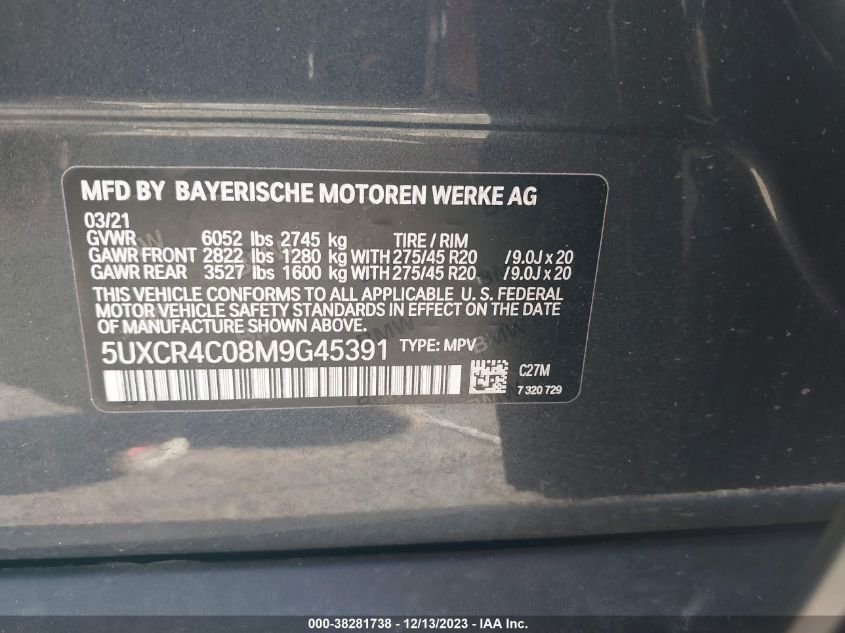 MFD BY BAYERISCHE MOTOREN WERKE AG
03/21
GVWR 6052 lbs 2745 kg TIRE / RIM
GAWR FRONT 2822 lbs 1280 kg WITH 275/45 R20 /9.0J x 20
GAWR REAR 3527 lbs 1600 kg WITH 275/45 R20 /9.0J x 20
THIS VEHICLE CONFORMS TO ALL APPLICABLE U. S. FEDERAL
MOTOR VEHICLE SAFETY STANDARDS IN EFFECT ON THE DATE
OF MANUFACTURE SHOWN ABOVE.
5UXCR4C08M9G45391 TYPE: MPV
C27M
7 320 729
000-38281738 - 12/13/2023 - IAA Inc.